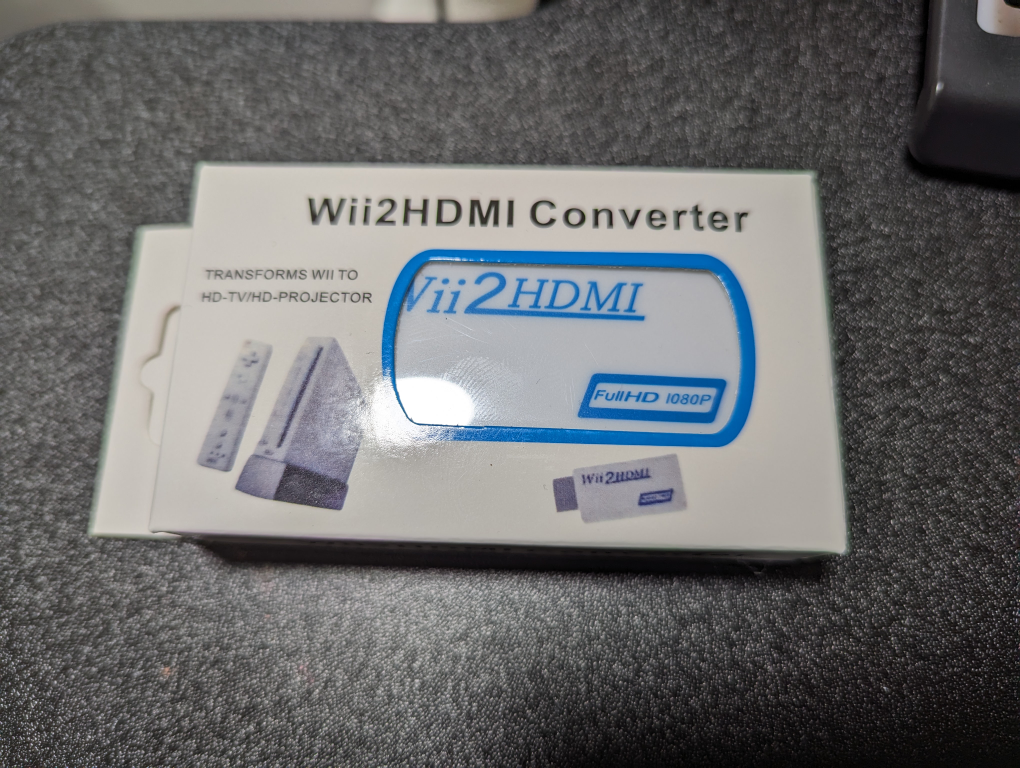 Wii2HDMI Converter
TRANSFORMS WII TO
HD-TV/HD-PROJECTOR
Wii2HDMI
FullHD 1080P
Wii2HDMI